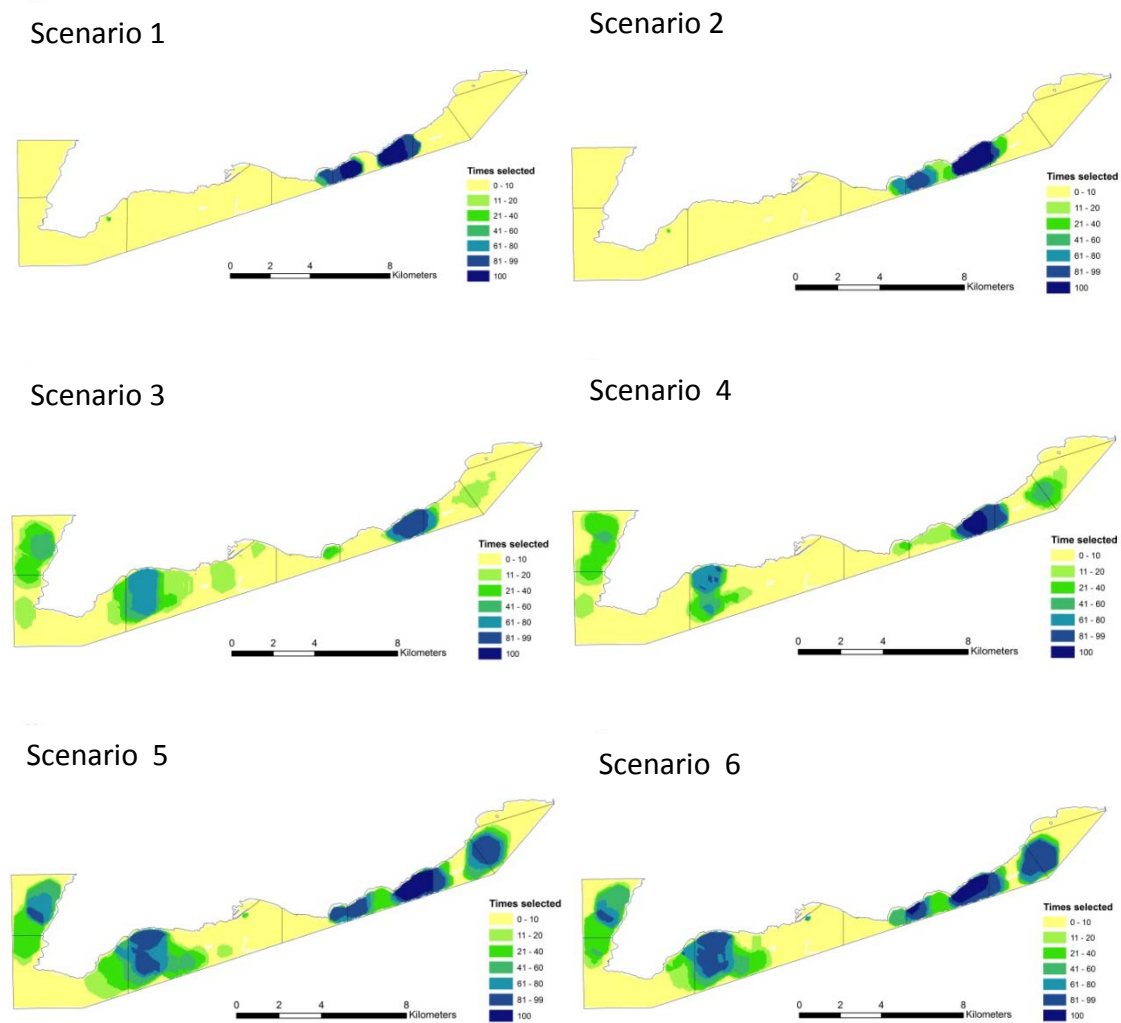 Scenario 1
Scenario 2
Times selected
0 - 10
11 - 20
21 - 40
41 - 60
61 - 80
81 - 99
100
0 2 4 8
Kilometers
Times selected
0 - 10
11 - 20
21 - 40
41 - 60
61 - 80
81 - 99
100
0 2 4 8
Kilometers
Scenario 3
Scenario 4
Times selected
0 - 10
11 - 20
21 - 40
41 - 60
61 - 80
81 - 99
100
0 2 4 8
Kilometers
Times selected
0 - 10
11 - 20
21 - 40
41 - 60
61 - 80
81 - 99
100
0 2 4 8
Kilometers
Scenario 5
Scenario 6
Times selected
0 - 10
11 - 20
21 - 40
41 - 60
61 - 80
81 - 99
100
0 2 4 8
Kilometers
Times selected
0 - 10
11 - 20
21 - 40
41 - 60
61 - 80
81 - 99
100
0 2 4 8
Kilometers